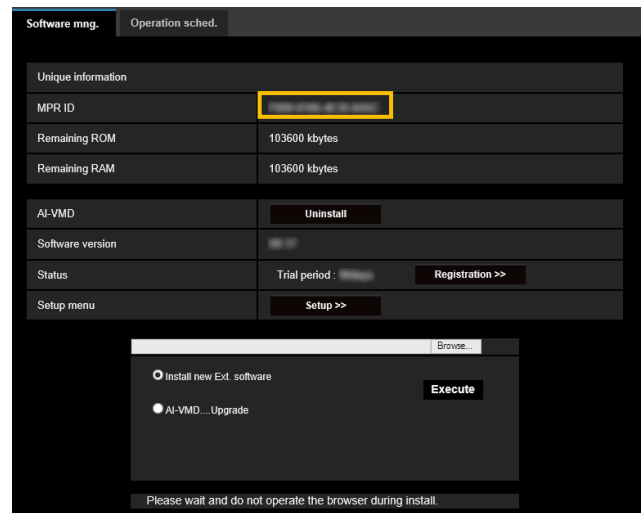 Software mng. Operation sched.
Unique information
MPR ID
Remaining ROM 103600 kbytes
Remaining RAM 103600 kbytes
AI-VMD Uninstall
Software version
Status Trial period : Registration >>
Setup menu Setup >>
Browse...
Install new Ext. software
Execute
AI-VMD....Upgrade
Please wait and do not operate the browser during install.